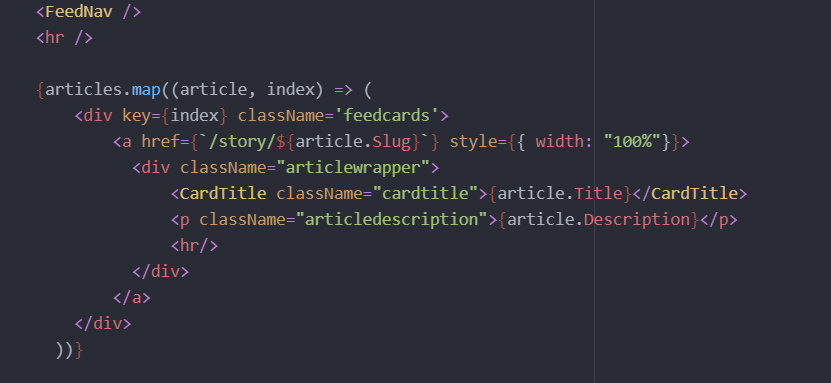 <FeedNav />
<hr />
{articles.map((article, index) => (
<div key={index} className='feedcards'>
<a href={`/story/${article.Slug}`} style={{ width: "100%"}}>
<div className="articlewrapper">
<CardTitle className="cardtitle">{article.Title}</CardTitle>
<p className="articledescription">{article.Description}</p>
<hr/>
</div>
</a>
</div>
))}